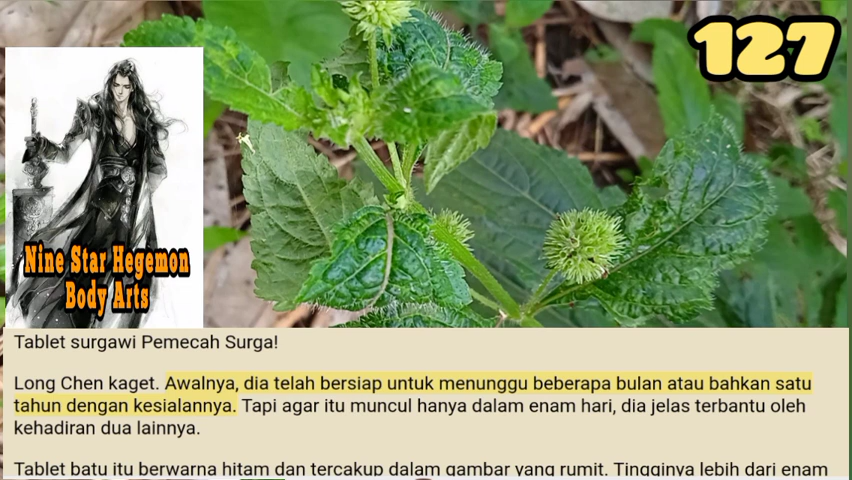 127
Nine Star Hegemon
Body Arts
Tablet surgawi Pemecah Surga!
Long Chen kaget. Awalnya, dia telah bersiap untuk menunggu beberapa bulan atau bahkan satu
tahun dengan kesialannya. Tapi agar itu muncul hanya dalam enam hari, dia jelas terbantu oleh
kehadiran dua lainnya.
Tablet batu itu berwarna hitam dan tercakup dalam gambar yang rumit. Tingginya lebih dari enam